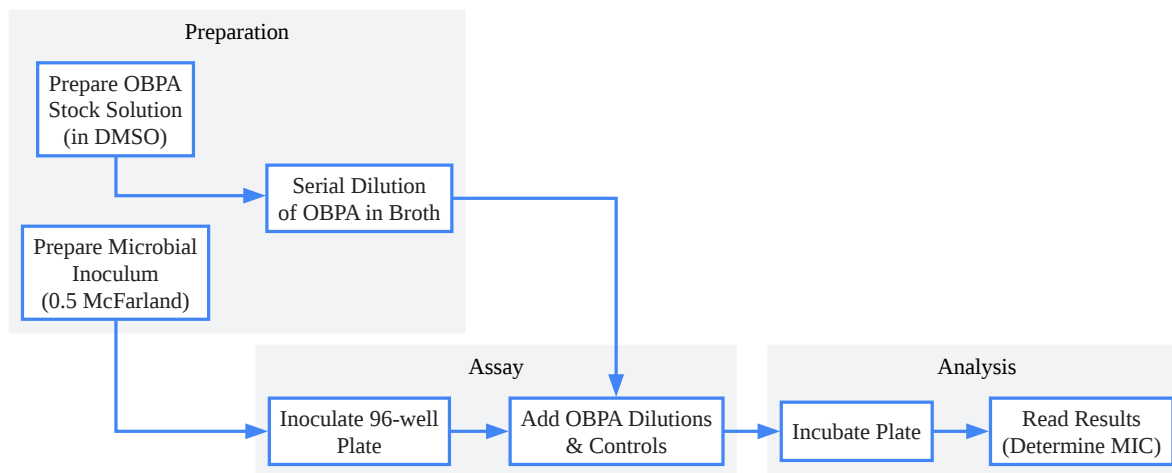 Preparation
Prepare OBPA
Stock Solution
(in DMSO)
Serial Dilution
of OBPA in Broth
Prepare Microbial
Inoculum
(0.5 McFarland)
Assay
Inoculate 96-well
Plate
Add OBPA Dilutions
& Controls
Analysis
Incubate Plate
Read Results
(Determine MIC)